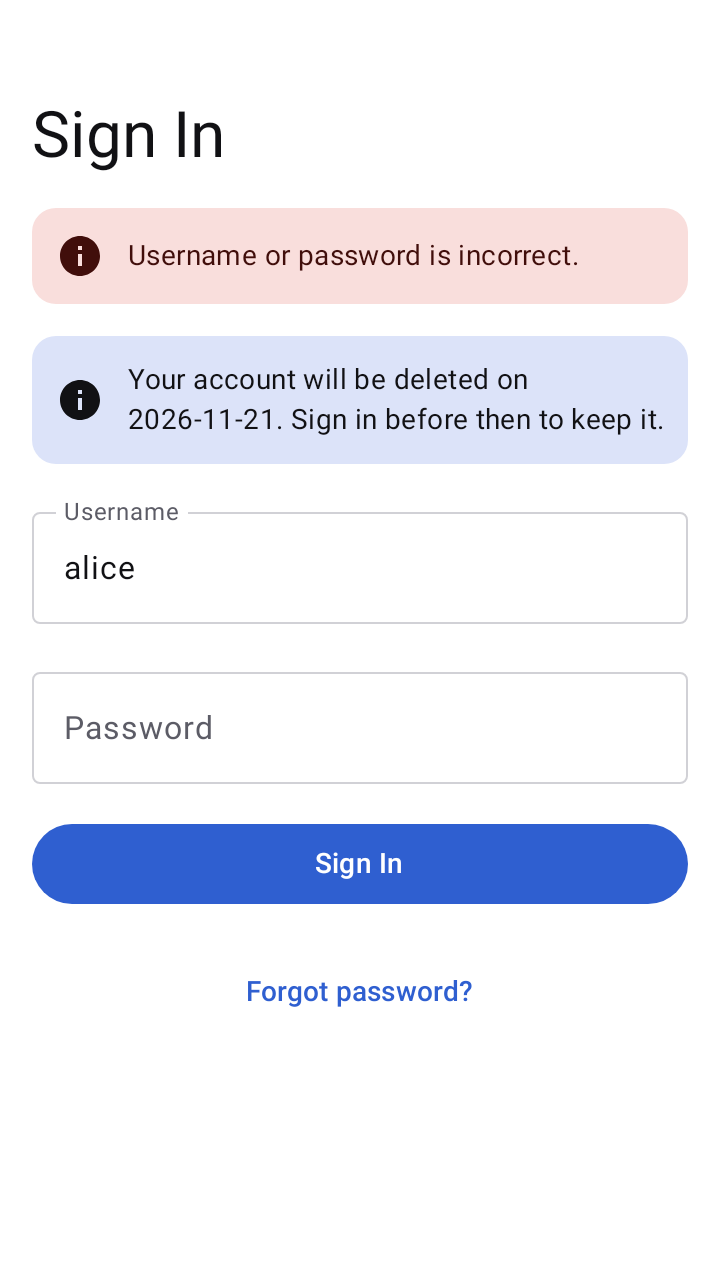 Sign In
Username or password is incorrect.
Your account will be deleted on
2026-11-21. Sign in before then to keep it.
Username
alice
Password
Sign In
Forgot password?